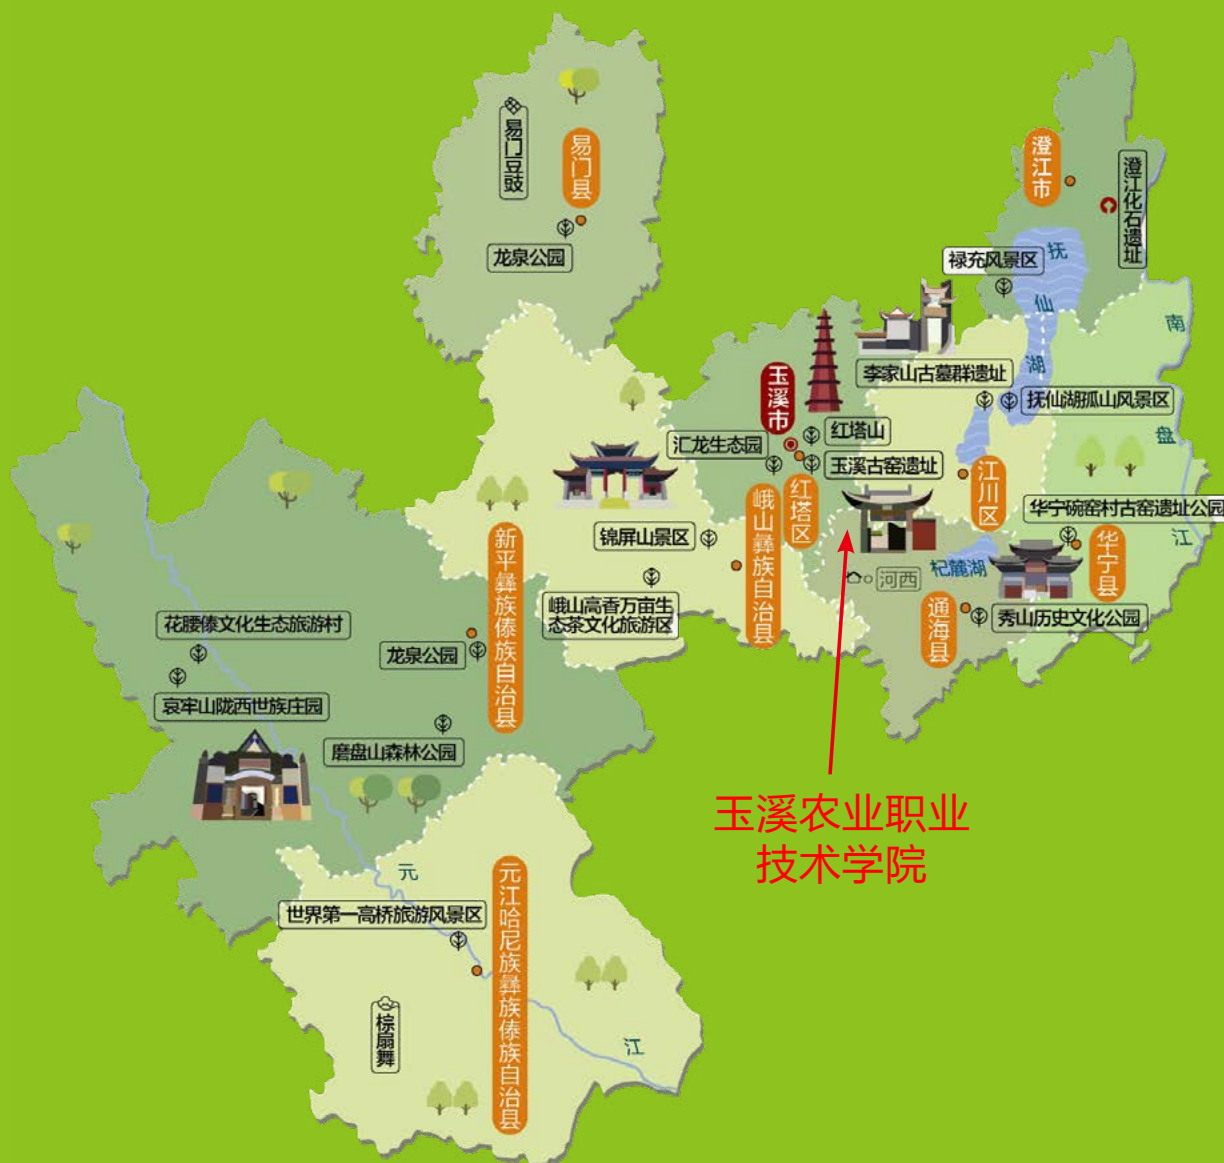 易门豆豉
易门县
龙泉公园
澄江市
澄江化石遗址
禄充风景区
抚
仙
湖
南
盘
江
李家山古墓群遗址
抚仙湖孤山风景区
玉溪市
红塔山
汇龙生态园
玉溪古窑遗址
红塔区
江川区
华宁碗窑村古窑遗址公园
华宁县
峨山彝族自治县
锦屏山景区
峨山高香万亩生
态茶文化旅游区
河西
杞麓湖
通海县
秀山历史文化公园
新平彝族傣族自治县
花腰傣文化生态旅游村
龙泉公园
哀牢山陇西世族庄园
磨盘山森林公园
玉溪农业职业
技术学院
元
江
世界第一高桥旅游风景区
元江哈尼族彝族傣族自治县
棕扇舞